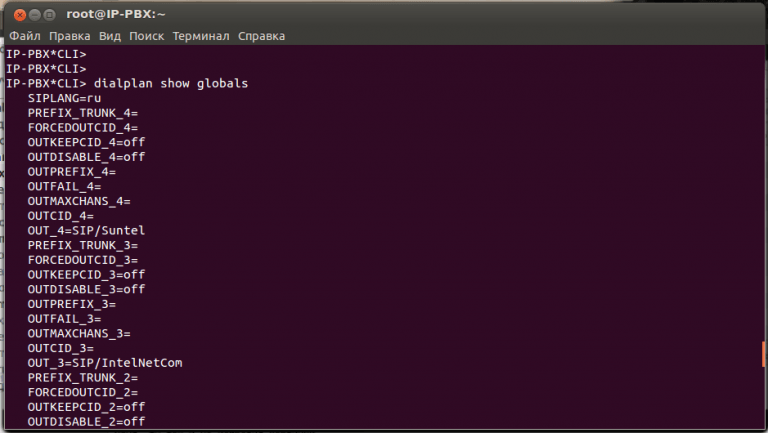 root@IP-PBX: ~
Файл Правка Вид Поиск Терминал Справка
IP-PBX*CLI>
IP-PBX*CLI>
IP-PBX*CLI> dialplan show globals
SIPLANG=ru
PREFIX_TRUNK_4=
FORCEDOUTCID_4=
OUTKEEPCID_4=off
OUTDISABLE_4=off
OUTPREFIX_4=
OUTFAIL_4=
OUTMAXCHANS_4=
OUTCID_4=
OUT_4=SIP/Suntel
PREFIX_TRUNK_3=
FORCEDOUTCID_3=
OUTKEEPCID_3=off
OUTDISABLE_3=off
OUTPREFIX_3=
OUTFAIL_3=
OUTMAXCHANS_3=
OUTCID_3=
OUT_3=SIP/IntelNetCom
PREFIX_TRUNK_2=
FORCEDOUTCID_2=
OUTKEEPCID_2=off
OUTDISABLE_2=off